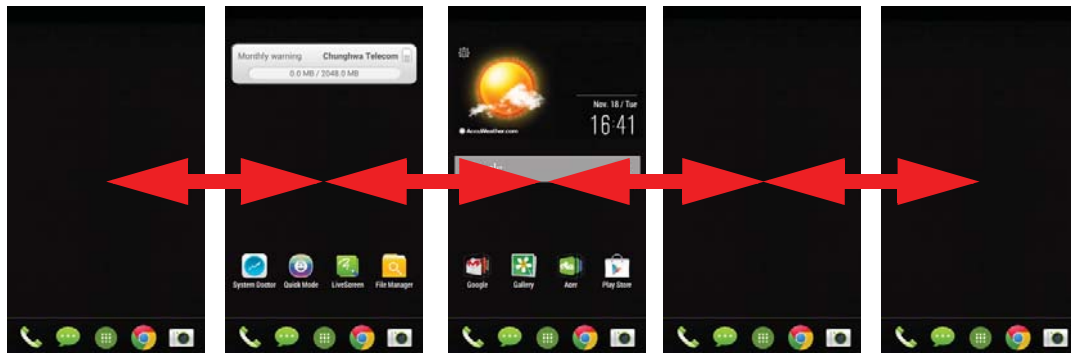 Monthly warning Chunghwa Telecom
0.0 MB / 2048.0 MB
AccuWeather.com
Nov. 18 / Tue
16:41
System Doctor Quick Mode LiveScreen File Manager
Google Gallery Acer Play Store